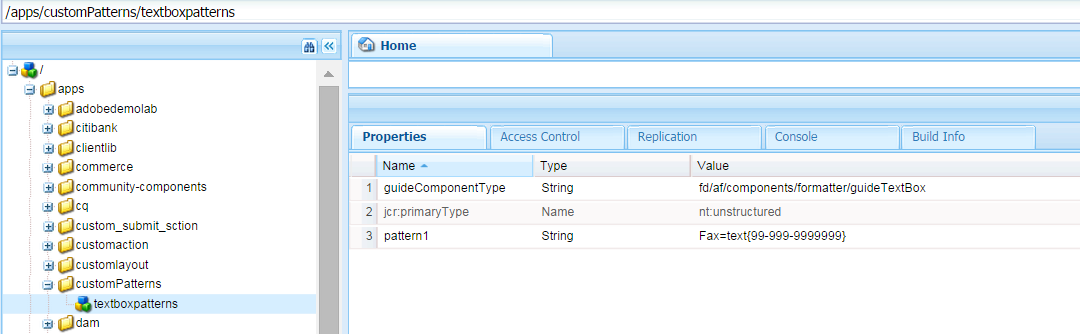 /apps/customPatterns/textboxpatterns
Home
/
apps
adobedemolab
citibank
clientlib
commerce
community-components
cq
custom_submit_sction
customaction
customlayout
customPatterns
textboxpatterns
dam
Properties Access Control Replication Console Build Info
Name Type Value
1 guideComponentType String fd/af/components/formatter/guideTextBox
2 jcr:primaryType Name nt:unstructured
3 pattern1 String Fax=text{99-999-9999999}